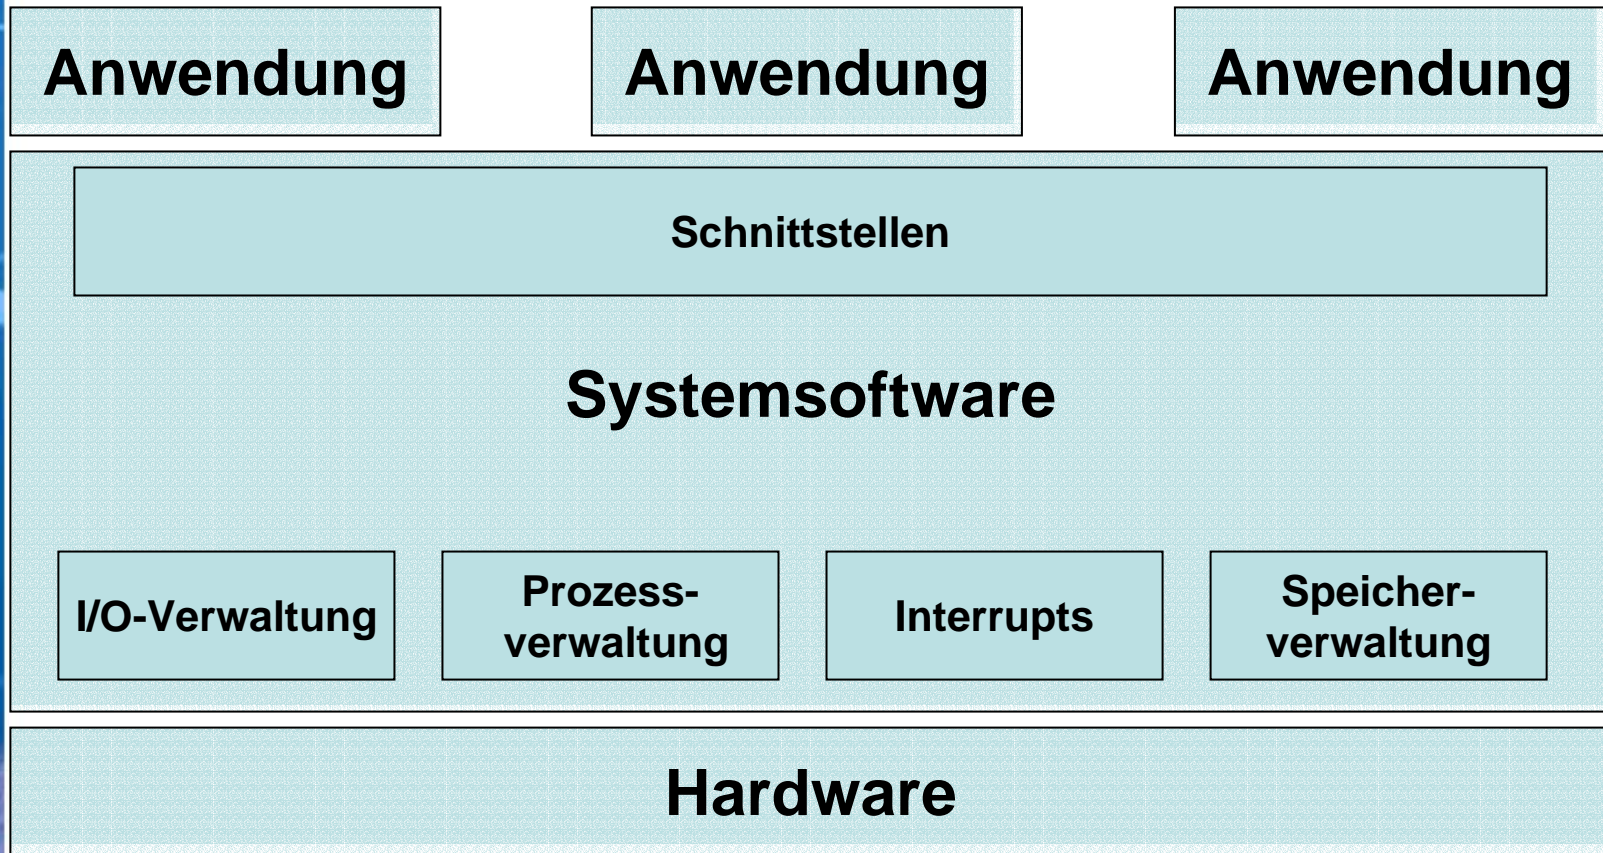 Anwendung
Anwendung
Anwendung
Schnittstellen
Systemsoftware
I/O-Verwaltung
Prozess-
verwaltung
Interrupts
Speicher-
verwaltung
Hardware